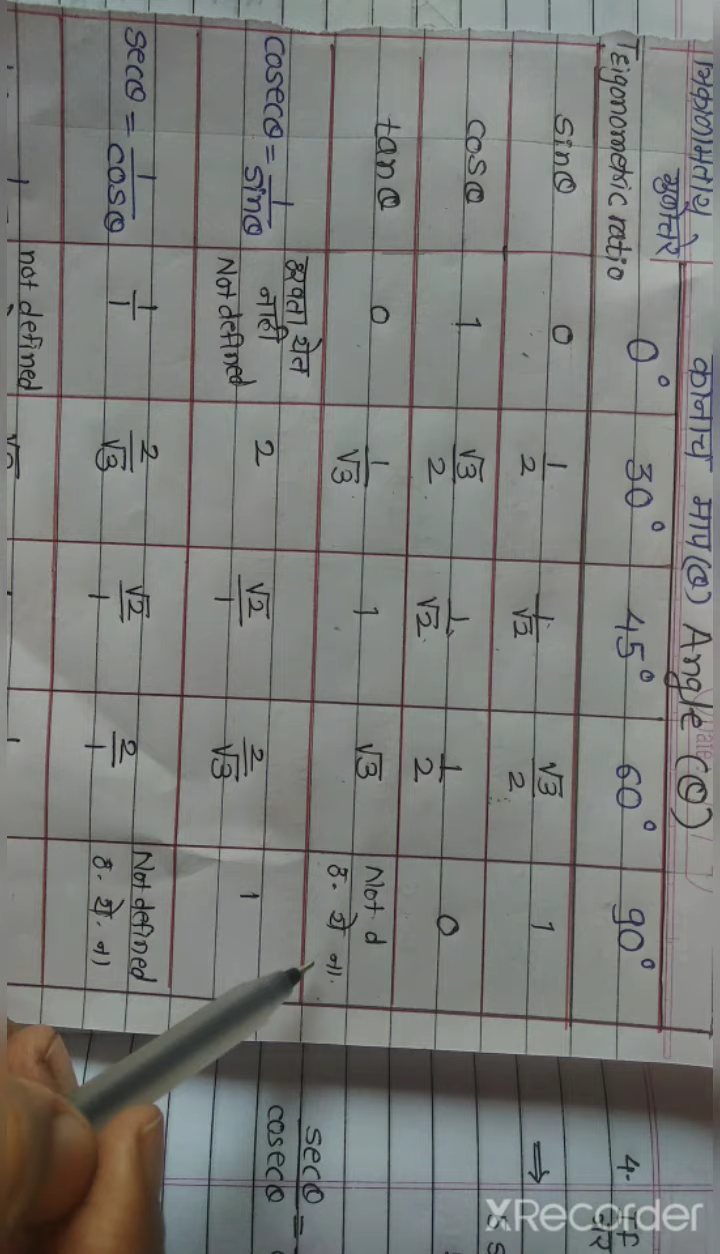 त्रिकोणमितीय गुणोत्तरे
Trigonometric ratio
कोनाचे माप (θ) Angle (θ)
0° 30° 45° 60° 90°
sinθ 0 1/2 1/√2 √3/2 1
cosθ 1 √3/2 1/√2 1/2 0
tanθ 0 1/√3 1 √3 Not d
ठ. ये ना.
cosecθ = 1/sinθ
नाही
Not defined 2 √2/1 2/√3 1
secθ = 1/cosθ 1/1 2/√3 √2/1 2/1 Not defined
ठ. ये. ना
not defined
4. If
⇒
secθ =
cosecθ
XRecorder